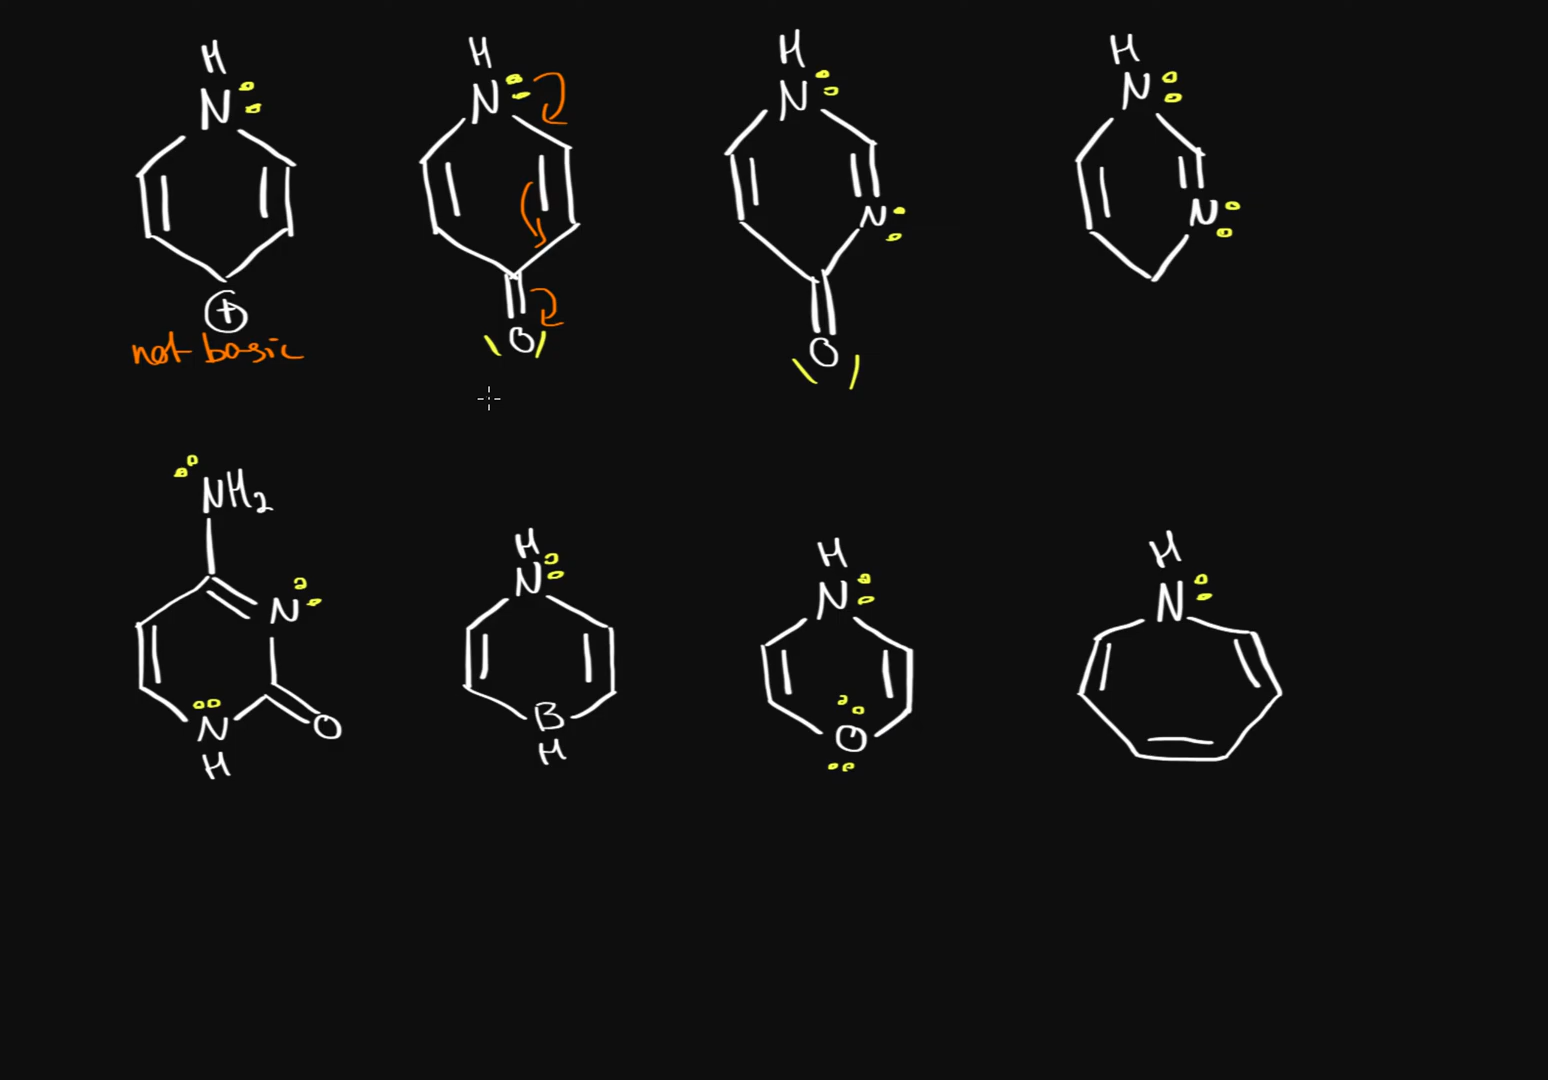 H H H H
N N N N
N N
⊕ O O
not basic
NH2
H H H
N N N N
N O B O
H H